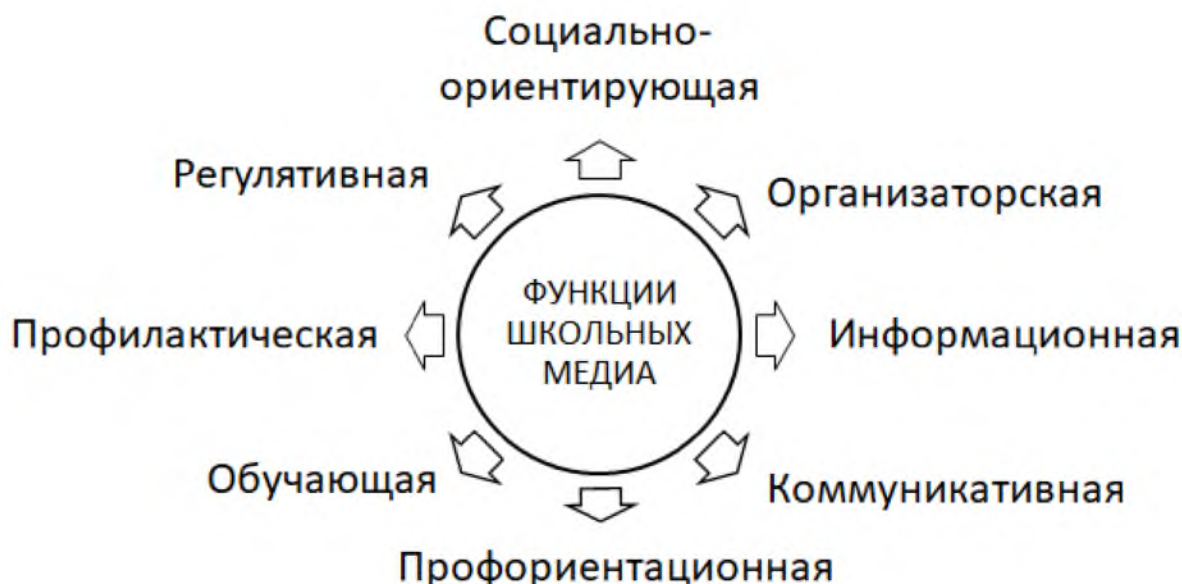 Социально-
ориентирующая
Регулятивная
Организаторская
ФУНКЦИИ
ШКОЛЬНЫХ
МЕДИА
Профилактическая
Информационная
Обучающая
Коммуникативная
Профориентационная